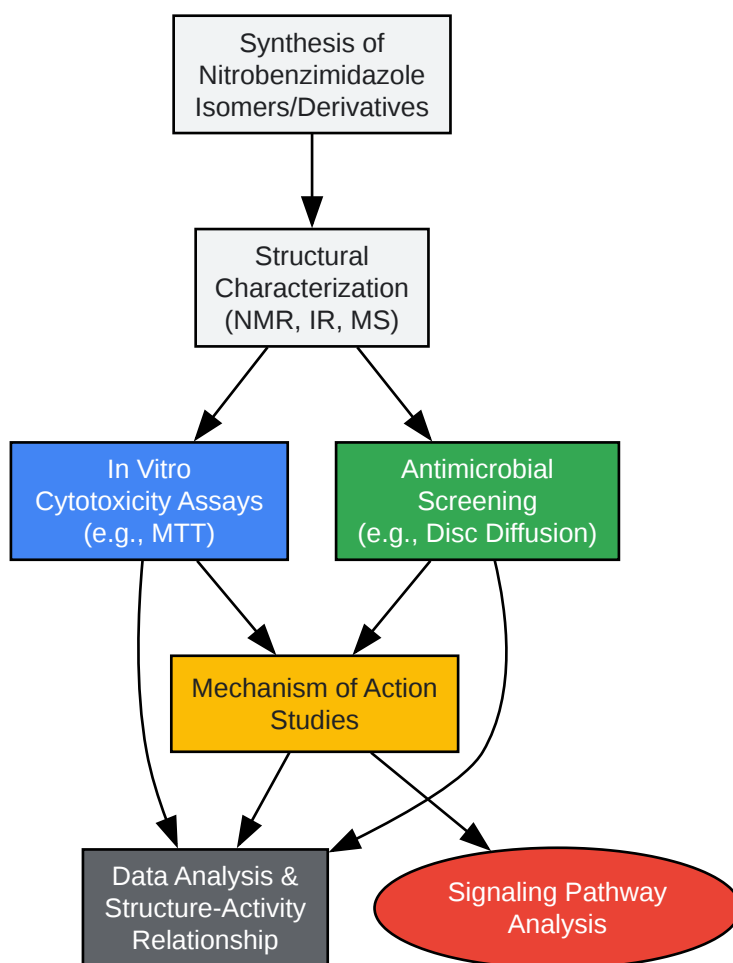 Synthesis of
Nitrobenzimidazole
Isomers/Derivatives
Structural
Characterization
(NMR, IR, MS)
In Vitro
Cytotoxicity Assays
(e.g., MTT)
Antimicrobial
Screening
(e.g., Disc Diffusion)
Mechanism of Action
Studies
Data Analysis &
Structure-Activity
Relationship
Signaling Pathway
Analysis